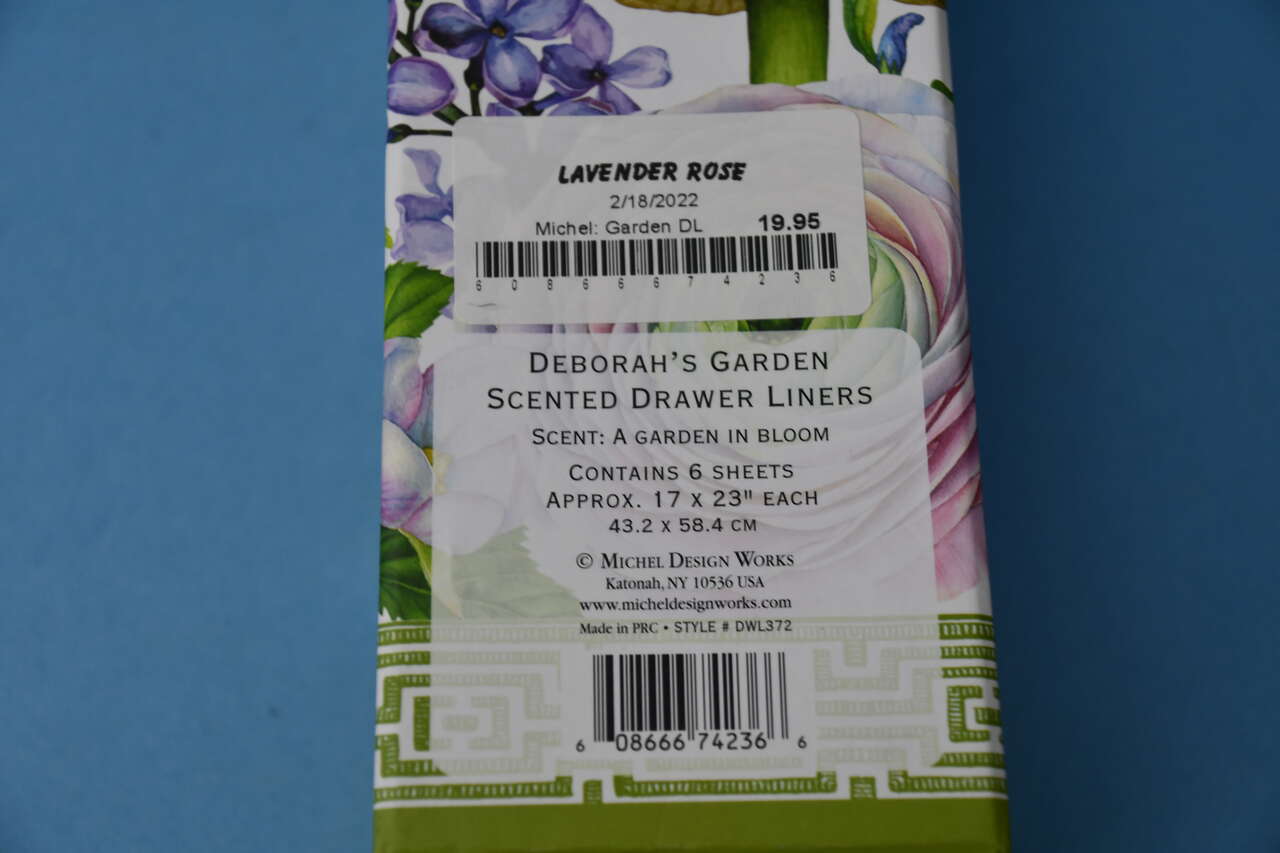 LAVENDER ROSE
2/18/2022
Michel: Garden DL 19.95
6 0 8 6 6 6 7 4 2 3 6
DEBORAH'S GARDEN
SCENTED DRAWER LINERS
SCENT: A GARDEN IN BLOOM
CONTAINS 6 SHEETS
APPROX. 17 X 23" EACH
43.2 X 58.4 CM
© MICHEL DESIGN WORKS
Katonah, NY 10536 USA
www.micheldesignworks.com
Made in PRC • STYLE # DWL372
6 08666 74236 6